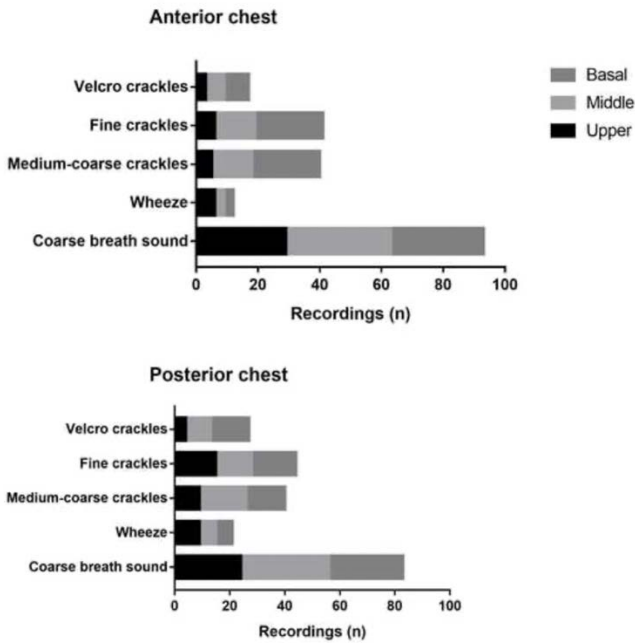 Anterior chest
Velcro crackles
Fine crackles
Medium-coarse crackles
Wheeze
Coarse breath sound
0 20 40 60 80 100
Recordings (n)
Basal
Middle
Upper
Posterior chest
Velcro crackles
Fine crackles
Medium-coarse crackles
Wheeze
Coarse breath sound
0 20 40 60 80 100
Recordings (n)